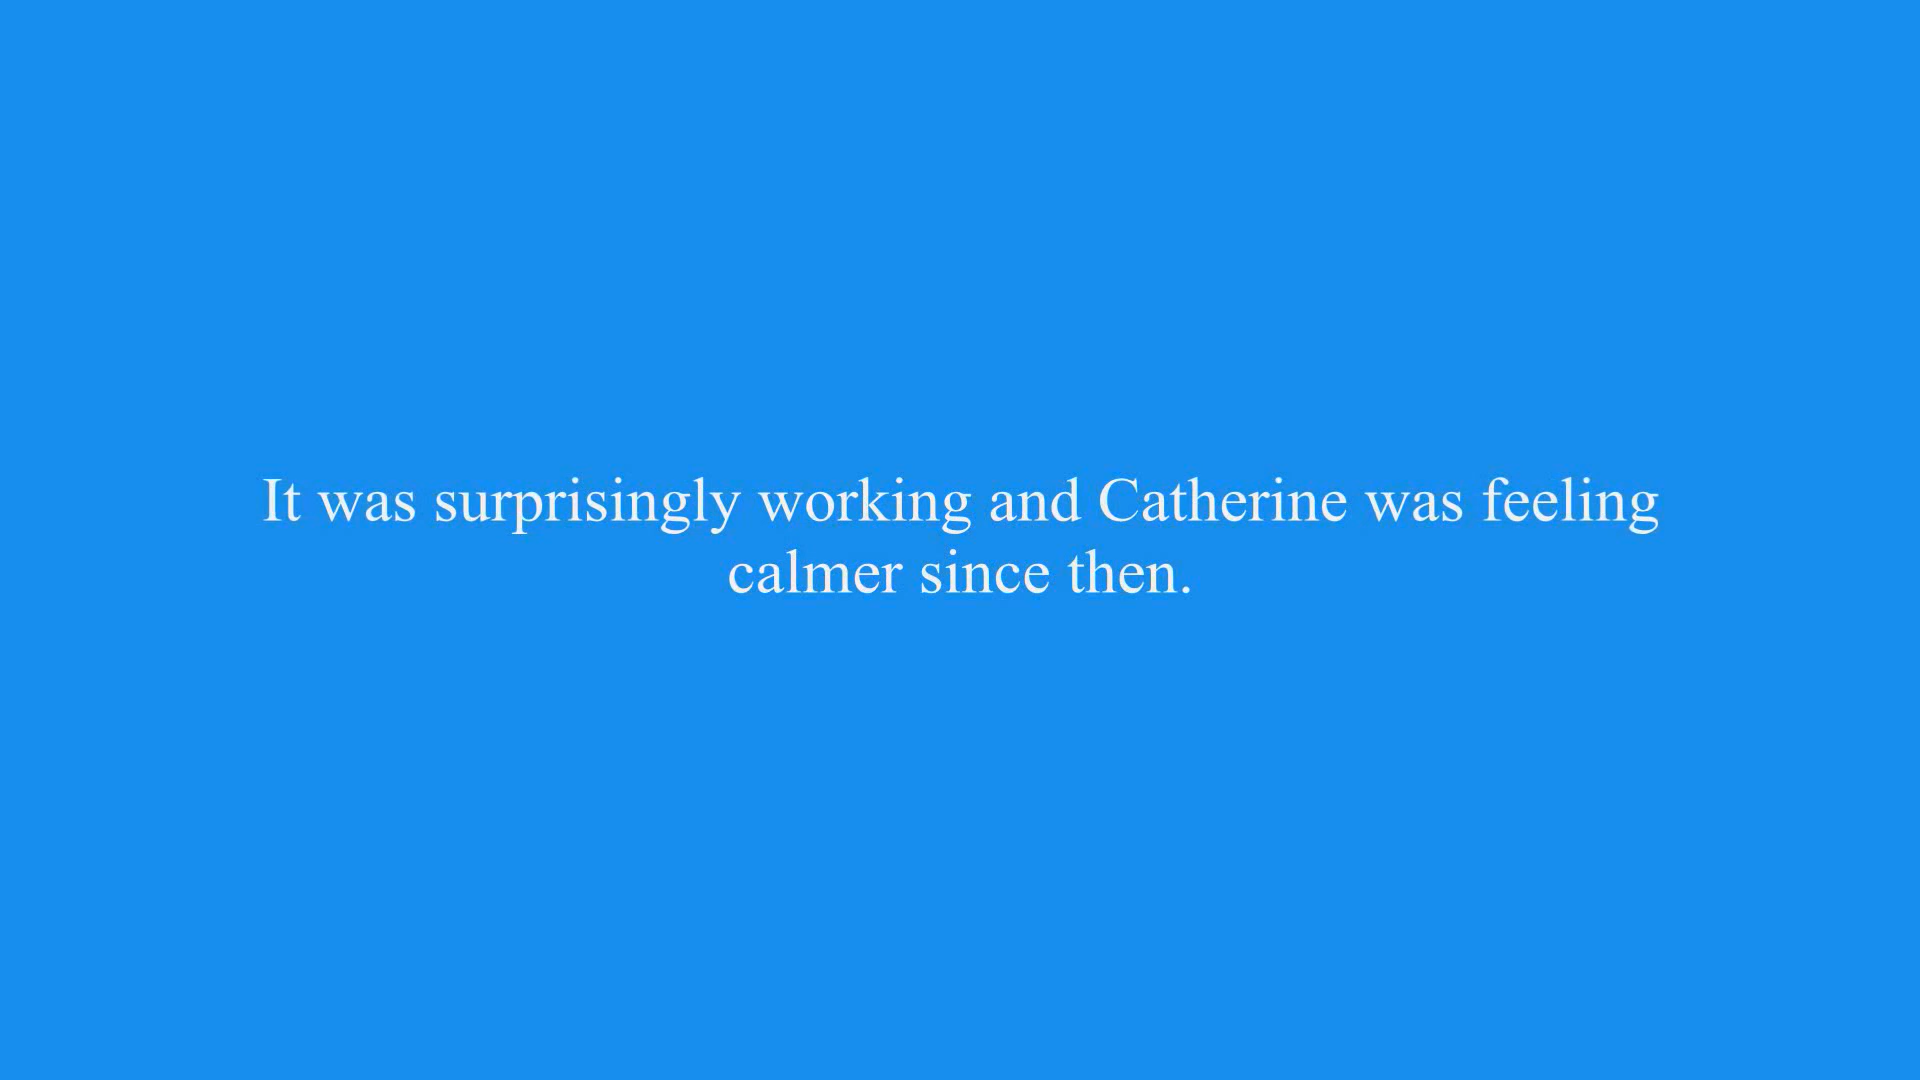 It was surprisingly working and Catherine was feeling
calmer since then.